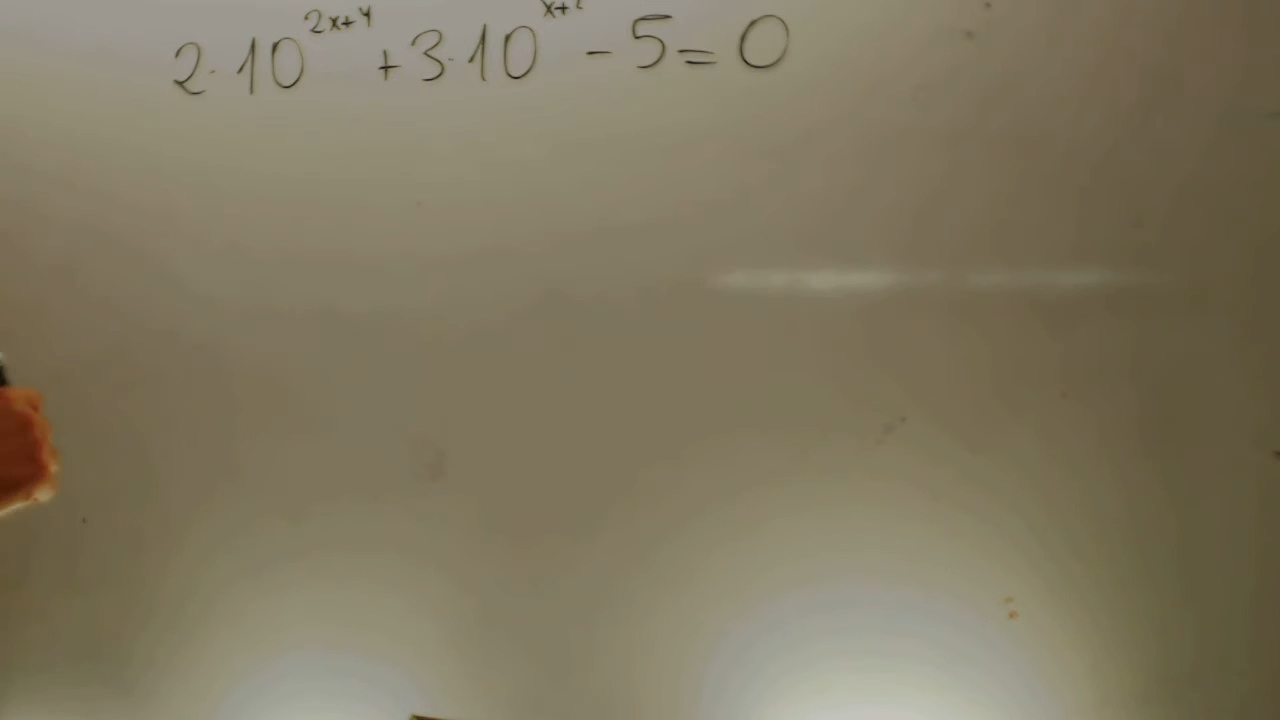 2·10^{2x+4} + 3·10^{x+2} - 5 = 0